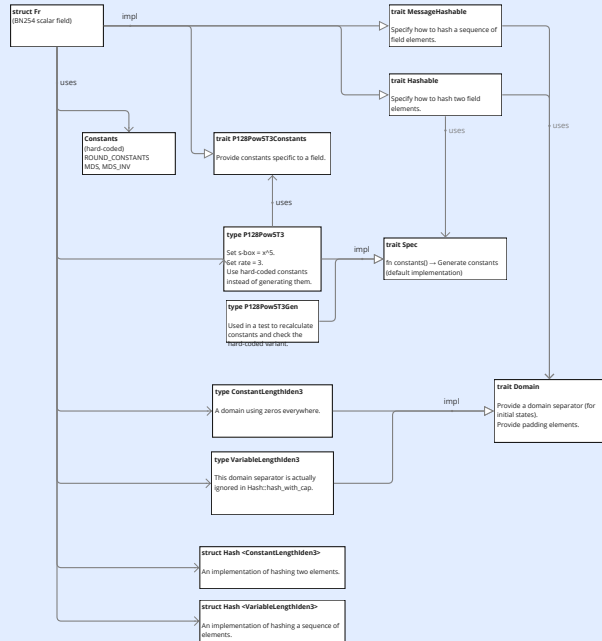 struct Fr
(BN254 scalar field)
impl
trait MessageHashable
Specify how to hash a sequence of
field elements.
trait Hashable
Specify how to hash two field
elements.
uses
uses
uses
Constants
(hard-coded)
ROUND_CONSTANTS
MDS, MDS_INV
trait P128Pow5T3Constants
Provide constants specific to a field.
uses
type P128Pow5T3
Set s-box = x^5.
Set rate = 3.
Use hard-coded constants
instead of generating them.
impl
trait Spec
fn constants() → Generate constants
(default implementation)
type P128Pow5T3Gen
Used in a test to recalculate
constants and check the
hard-coded variant.
type ConstantLengthIden3
A domain using zeros everywhere.
impl
trait Domain
Provide a domain separator (for
initial states).
Provide padding elements.
type VariableLengthIden3
This domain separator is actually
ignored in Hash::hash_with_cap.
struct Hash <ConstantLengthIden3>
An implementation of hashing two elements.
struct Hash <VariableLengthIden3>
An implementation of hashing a sequence of
elements.